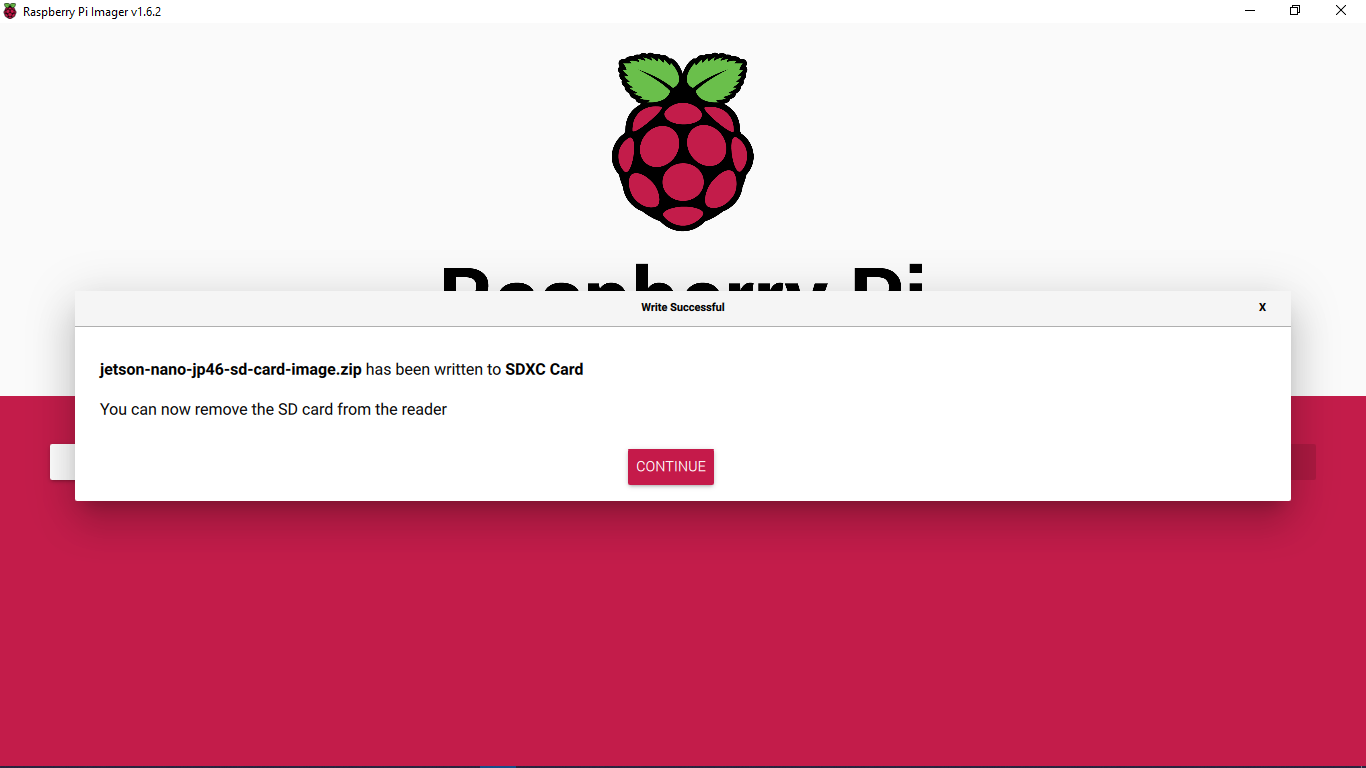 Raspberry Pi Imager v1.6.2
Raspberry Pi
Write Successful
X
jetson-nano-jp46-sd-card-image.zip has been written to SDXC Card
You can now remove the SD card from the reader
CONTINUE